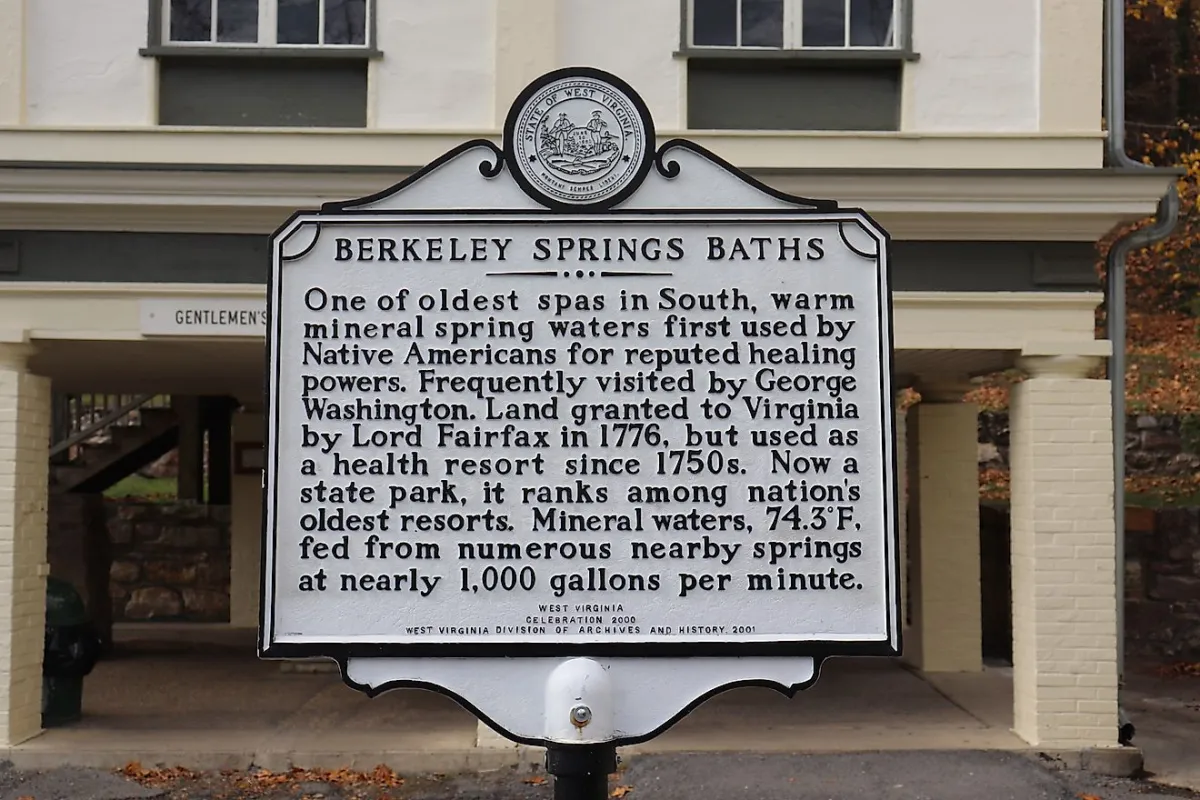 STATE OF WEST VIRGINIA
MONTANI SEMPER LIBERI
BERKELEY SPRINGS BATHS
One of oldest spas in South, warm
mineral spring waters first used by
Native Americans for reputed healing
powers. Frequently visited by George
Washington. Land granted to Virginia
by Lord Fairfax in 1776, but used as
a health resort since 1750s. Now a
state park, it ranks among nation's
oldest resorts. Mineral waters, 74.3°F,
fed from numerous nearby springs
at nearly 1,000 gallons per minute.
WEST VIRGINIA
CELEBRATION 2000
WEST VIRGINIA DIVISION OF ARCHIVES AND HISTORY, 2001
GENTLEMEN'S